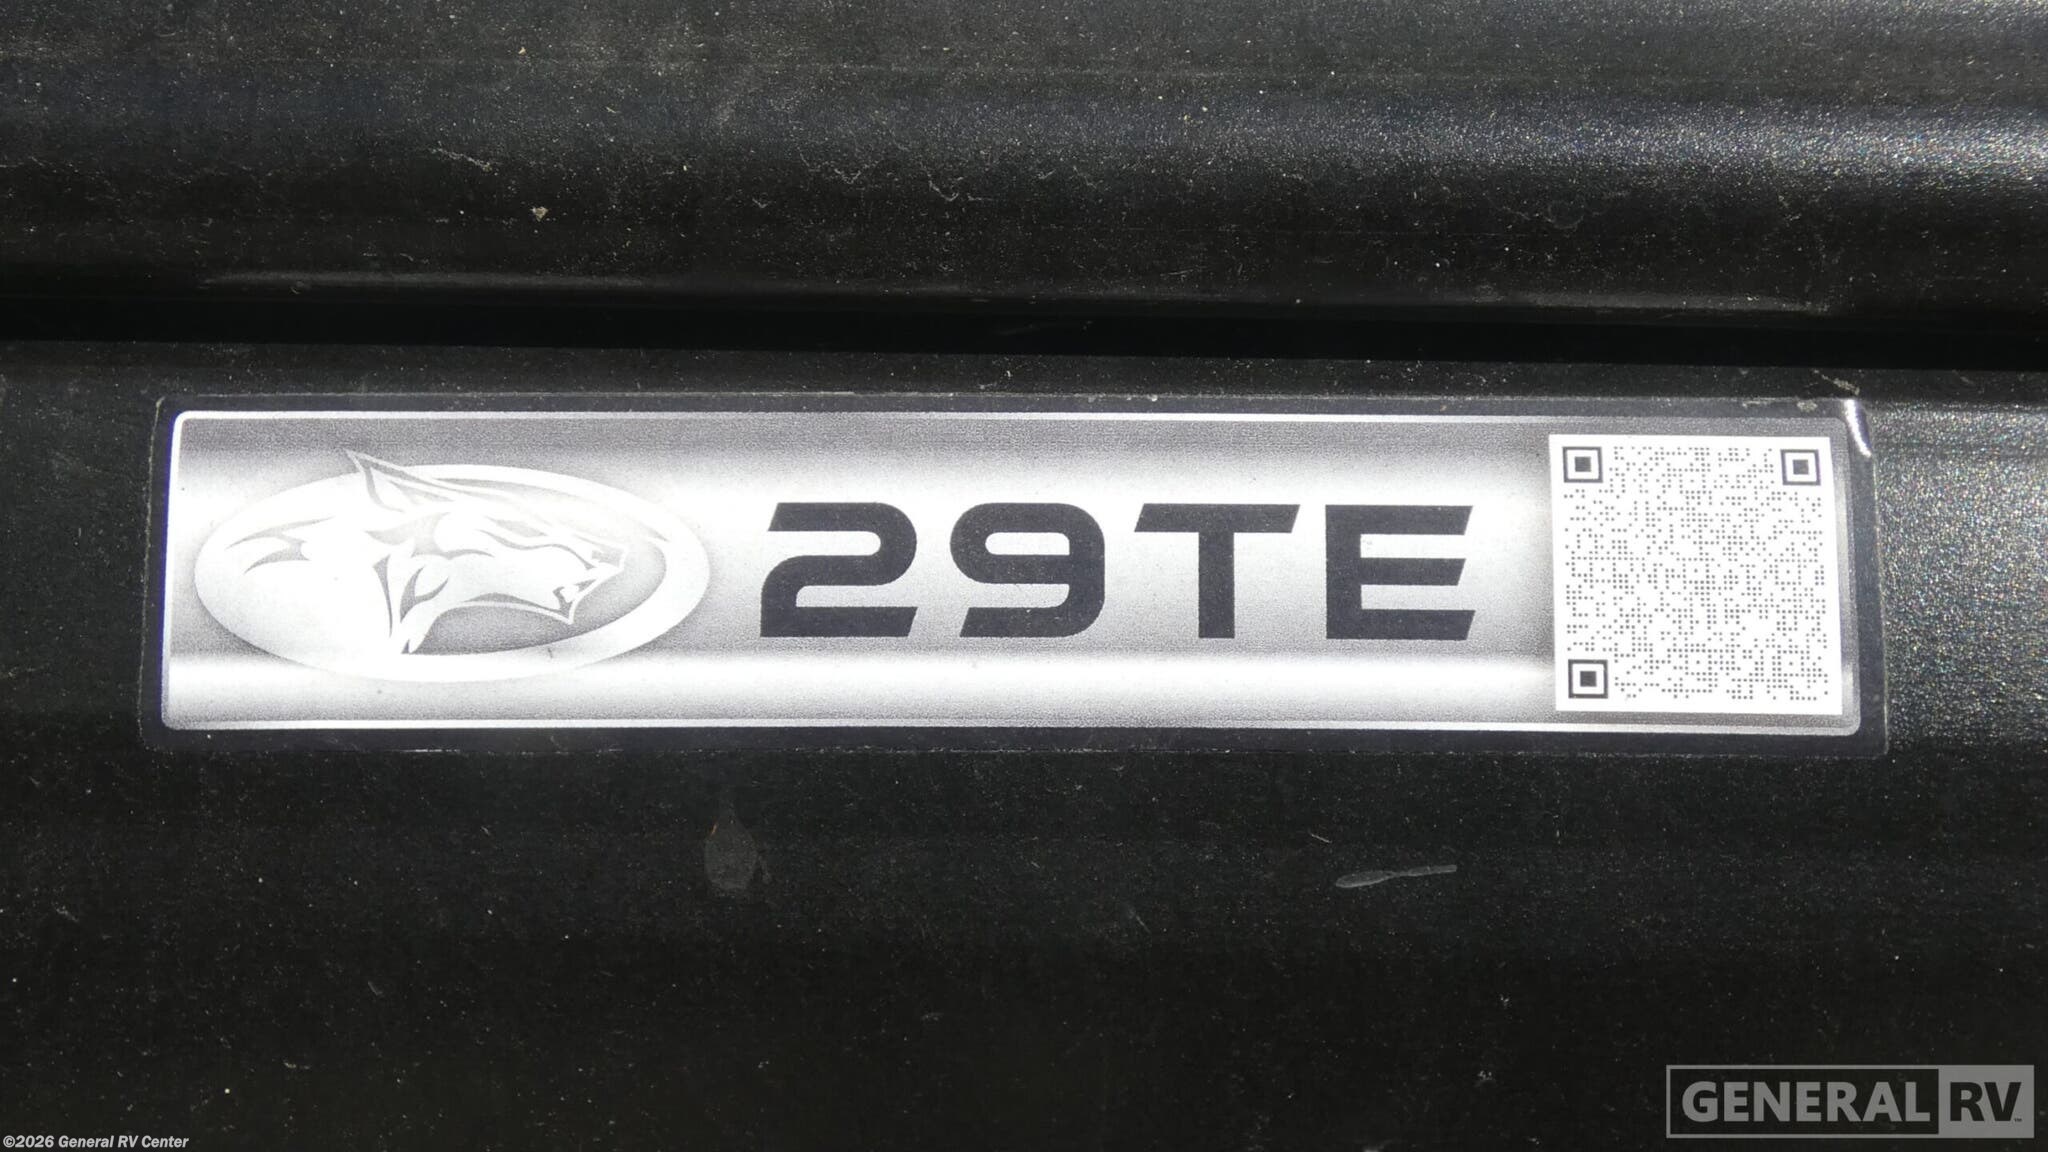 29TE
GENERAL RV
©2026 General RV Center